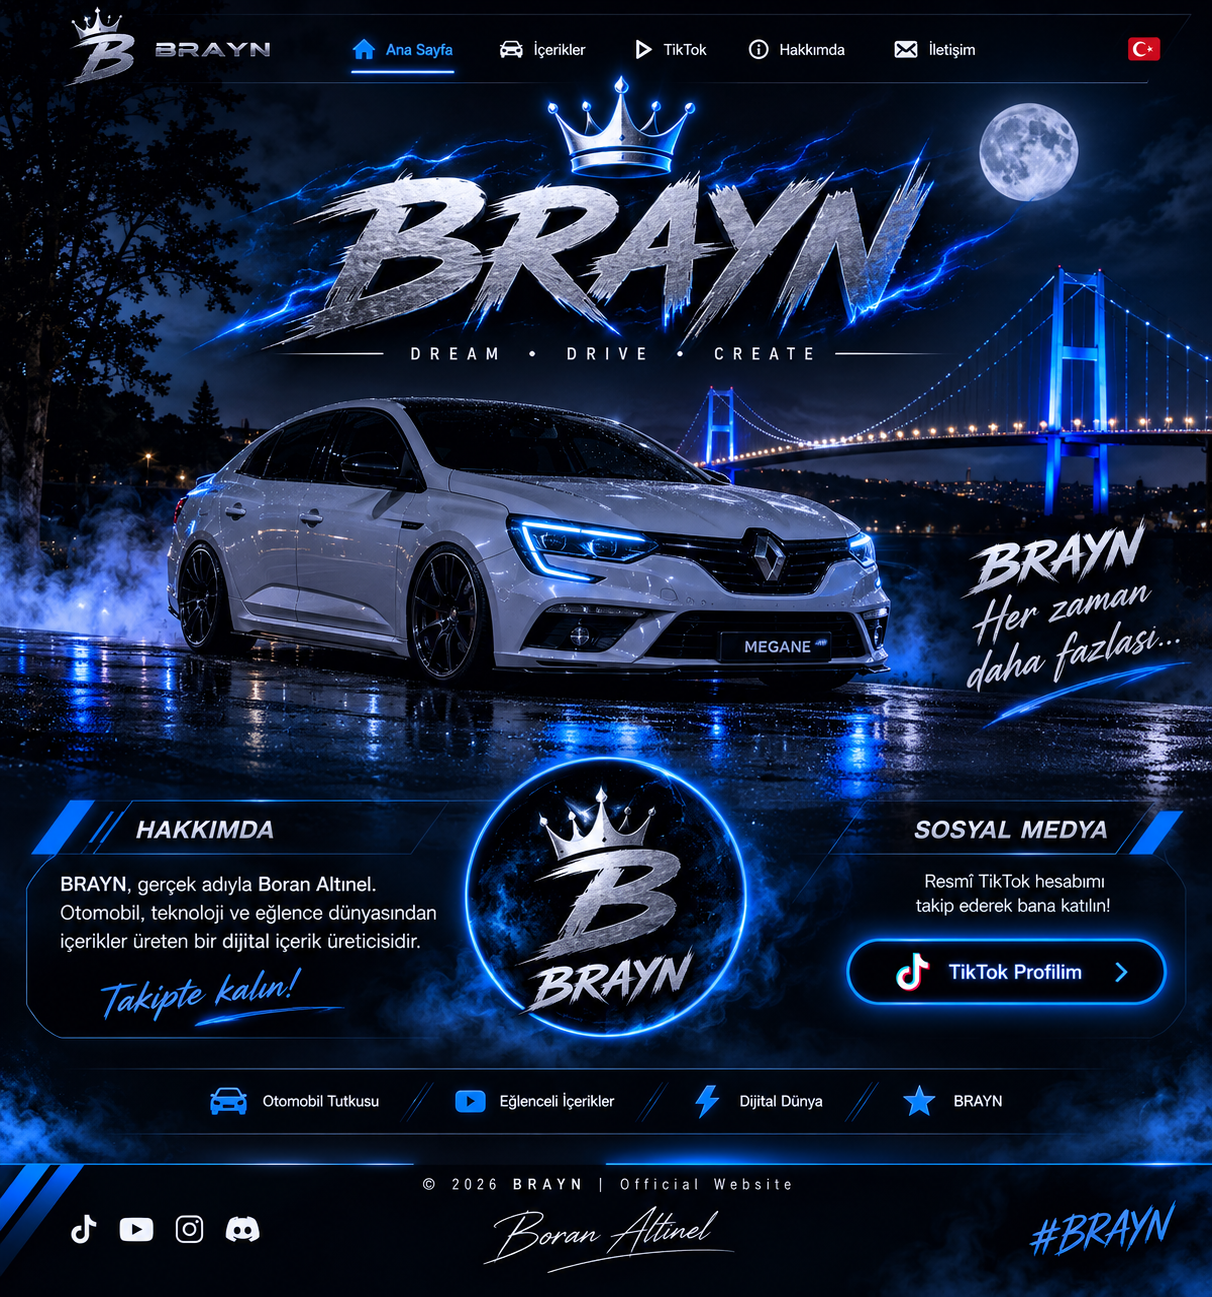 B BRAYN
Ana Sayfa
İçerikler
TikTok
Hakkımda
İletişim
BRAYN
DREAM • DRIVE • CREATE
MEGANE
BRAYN
Her zaman
daha fazlası...
HAKKIMDA
BRAYN, gerçek adıyla Boran Altınel.
Otomobil, teknoloji ve eğlence dünyasından
içerikler üreten bir dijital içerik üreticisidir.
Takipte kalın!
B
BRAYN
SOSYAL MEDYA
Resmî TikTok hesabımı
takip ederek bana katılın!
TikTok Profilim
Otomobil Tutkusu
Eğlenceli İçerikler
Dijital Dünya
BRAYN
© 2026 BRAYN | Official Website
Boran Altınel
#BRAYN